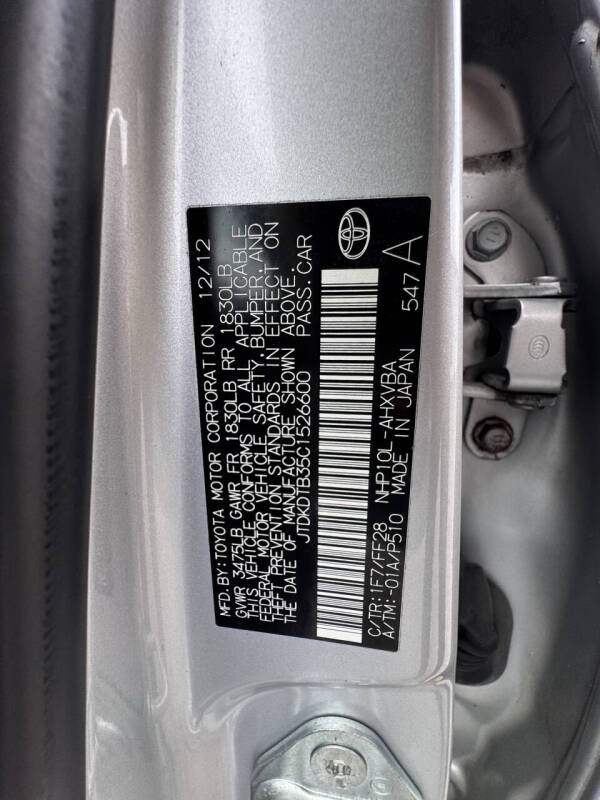 MFD. BY: TOYOTA MOTOR CORPORATION 12/12
GVWR 3475LB GAWR FR 1830LB RR 1830LB
THIS VEHICLE CONFORMS TO ALL APPLICABLE
FEDERAL MOTOR VEHICLE SAFETY, BUMPER, AND
THEFT PREVENTION STANDARDS IN EFFECT ON
THE DATE OF MANUFACTURE SHOWN ABOVE.
JTDKDTB35C1526600 PASS. CAR
C/TR: 1F7/FF28 NHP10L-AHXVBA
A/TM: -01A/P510 MADE IN JAPAN 547 A